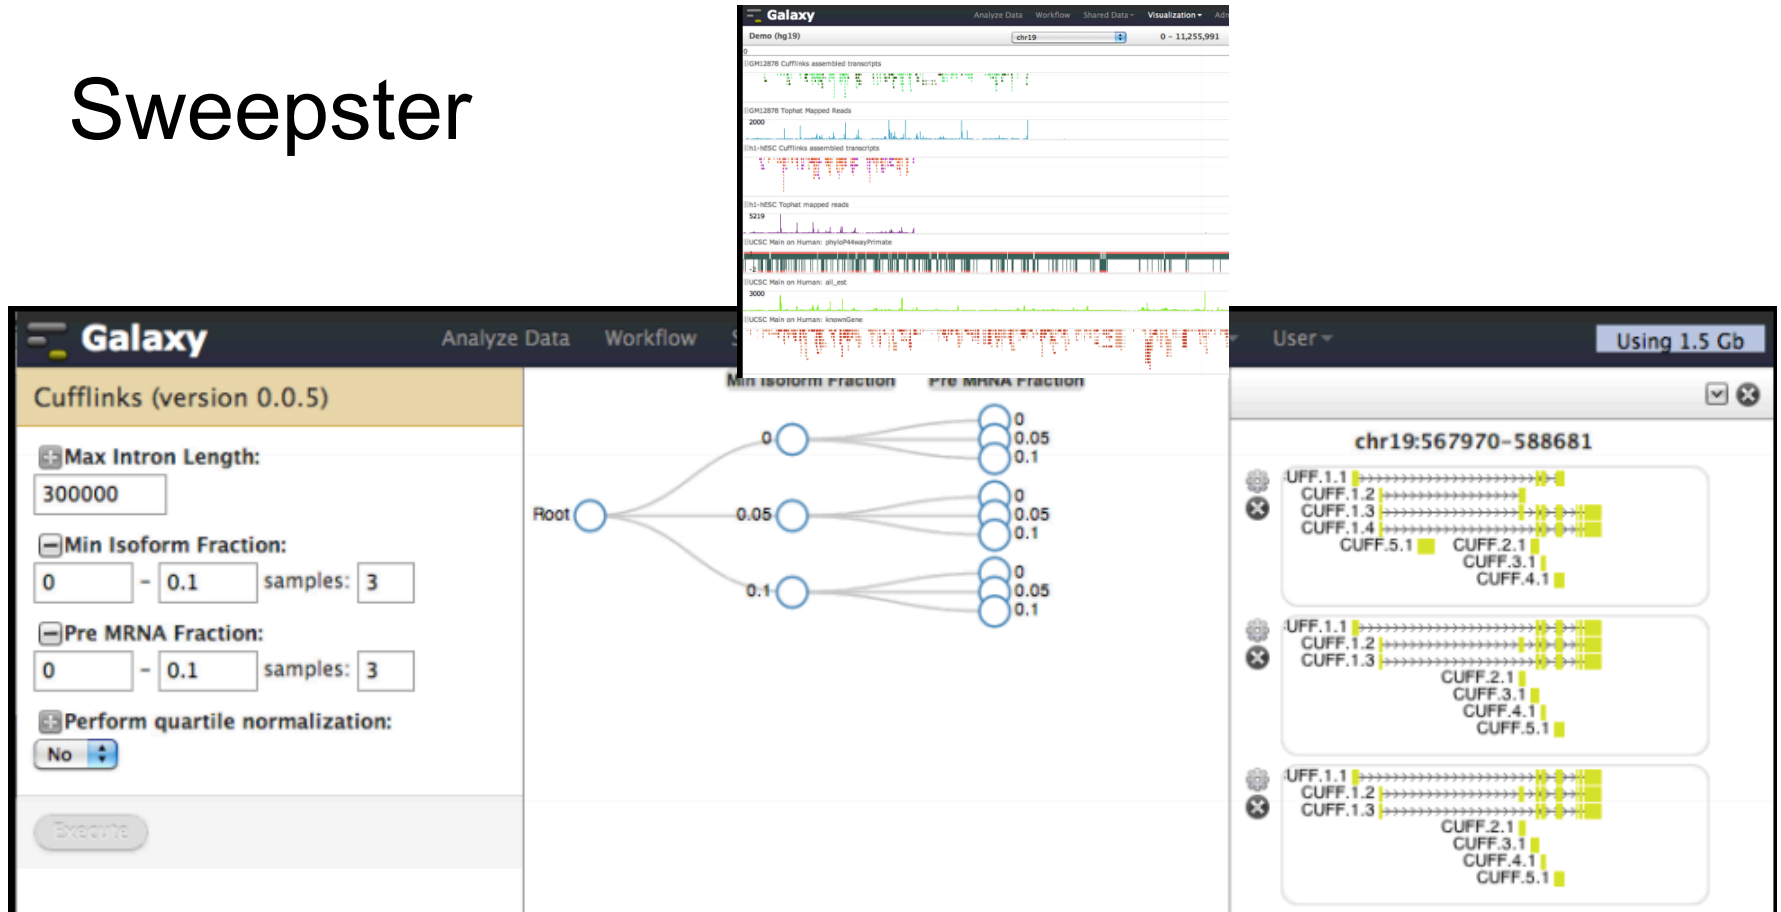 Sweepster
Galaxy
Analyze Data Workflow Shared Data Visualization Adm
Demo (hg19) chr19 0 - 11,255,991
0
GM12878 Cufflinks assembled transcripts
GM12878 Tophat Mapped Reads
2000
h1-hESC Cufflinks assembled transcripts
h1-hESC Tophat mapped reads
5219
UCSC Main on Human: phyloP44wayPrimate
UCSC Main on Human: all_est
3000
UCSC Main on Human: knownGene
Galaxy Analyze Data Workflow S User Using 1.5 Gb
Cufflinks (version 0.0.5)
Max Intron Length:
300000
Min Isoform Fraction:
0 - 0.1 samples: 3
Pre MRNA Fraction:
0 - 0.1 samples: 3
Perform quartile normalization:
No
Execute
Min Isoform Fraction Pre MRNA Fraction
Root
0
0
0.05
0.1
0.05
0
0.05
0.1
0.1
0
0.05
0.1
chr19:567970-588681
UFF.1.1
CUFF.1.2
CUFF.1.3
CUFF.1.4
CUFF.5.1 CUFF.2.1
CUFF.3.1
CUFF.4.1
UFF.1.1
CUFF.1.2
CUFF.1.3
CUFF.2.1
CUFF.3.1
CUFF.4.1
CUFF.5.1
UFF.1.1
CUFF.1.2
CUFF.1.3
CUFF.2.1
CUFF.3.1
CUFF.4.1
CUFF.5.1